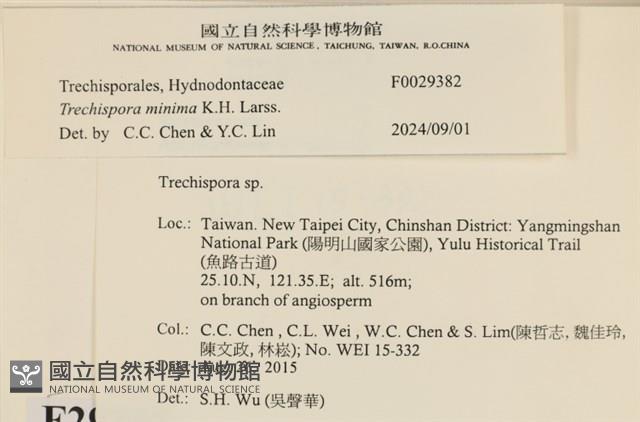 國立自然科學博物館
NATIONAL MUSEUM OF NATURAL SCIENCE, TAICHUNG, TAIWAN, R.O.CHINA
Trechisporales, Hydnodontaceae F0029382
Trechispora minima K.H. Larss.
Det. by C.C. Chen & Y.C. Lin 2024/09/01
Trechispora sp.
Loc.: Taiwan. New Taipei City, Chinshan District: Yangmingshan
National Park (陽明山國家公園), Yulu Historical Trail
(魚路古道)
25.10.N, 121.35.E; alt. 516m;
on branch of angiosperm
Col.: C.C. Chen , C.L. Wei , W.C. Chen & S. Lim(陳哲志, 魏佳玲,
陳文政, 林崧); No. WEI 15-332
2015
國立自然科學博物館
NATIONAL MUSEUM OF NATURAL SCIENCE
Det.: S.H. Wu (吳聲華)